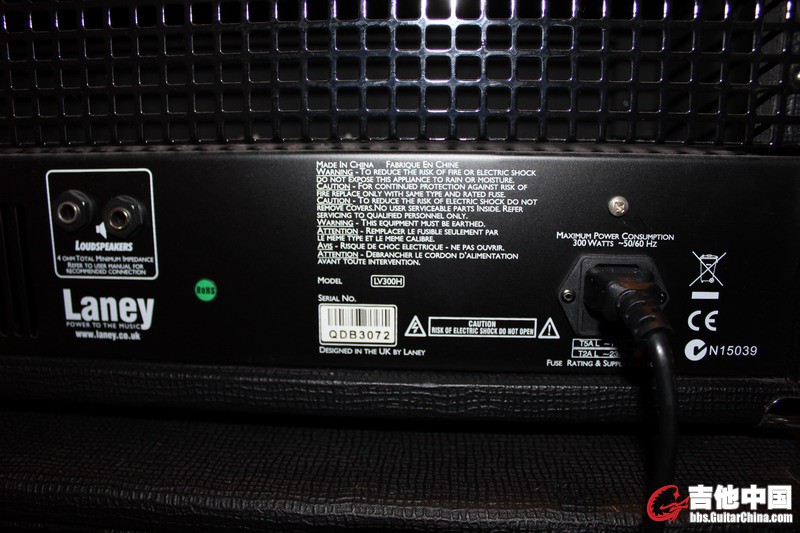 MADE IN CHINA FABRIQUE EN CHINE
WARNING - TO REDUCE THE RISK OF FIRE OR ELECTRIC SHOCK
DO NOT EXPOSE THIS APPLIANCE TO RAIN OR MOISTURE.
CAUTION - FOR CONTINUED PROTECTION AGAINST RISK OF
FIRE REPLACE ONLY WITH SAME TYPE AND RATED FUSE.
CAUTION - TO REDUCE THE RISK OF ELECTRIC SHOCK DO NOT
REMOVE COVERS.NO USER SERVICEABLE PARTS INSIDE. REFER
SERVICING TO QUALIFIED PERSONNEL ONLY.
WARNING - THIS EQUIPMENT MUST BE EARTHED.
ATTENTION - REMPLACER LE FUSIBLE SEULEMENT PAR
LE MEME TYPE ET LE MEME CALIBRE.
AVIS - RISQUE DE CHOC ELECTRIQUE - NE PAS OUVRIR.
ATTENTION - DEBRANCHER LE CORDON D'ALIMENTATION
AVANT TOUTE INTERVENTION.
MODEL LV300H
SERIAL NO.
QDB3072
DESIGNED IN THE UK BY LANEY
CAUTION
RISK OF ELECTRIC SHOCK DO NOT OPEN
LOUDSPEAKERS
4 OHM TOTAL MINIMUM IMPEDANCE
REFER TO USER MANUAL FOR
RECOMMENDED CONNECTION
Laney
POWER TO THE MUSIC
www.laney.co.uk
RoHS
MAXIMUM POWER CONSUMPTION
300 WATTS ~50/60 HZ
T5A L
T2A L
FUSE RATING &
CE
N15039
吉他中国
bbs.GuitarChina.com